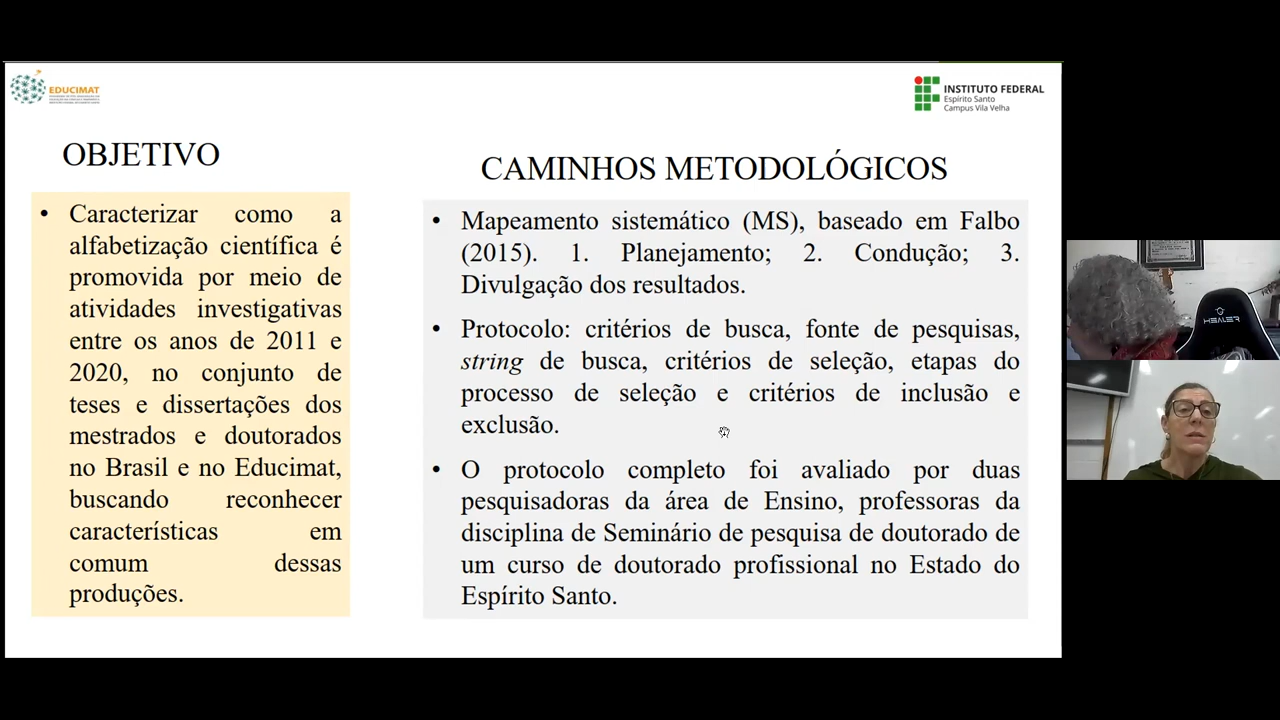 EDUCIMAT
INSTITUTO FEDERAL
Espírito Santo
Campus Vila Velha
OBJETIVO
• Caracterizar como a
alfabetização científica é
promovida por meio de
atividades investigativas
entre os anos de 2011 e
2020, no conjunto de
teses e dissertações dos
mestrados e doutorados
no Brasil e no Educimat,
buscando reconhecer
características em
comum dessas
produções.
CAMINHOS METODOLÓGICOS
• Mapeamento sistemático (MS), baseado em Falbo
(2015). 1. Planejamento; 2. Condução; 3.
Divulgação dos resultados.
• Protocolo: critérios de busca, fonte de pesquisas,
string de busca, critérios de seleção, etapas do
processo de seleção e critérios de inclusão e
exclusão.
• O protocolo completo foi avaliado por duas
pesquisadoras da área de Ensino, professoras da
disciplina de Seminário de pesquisa de doutorado de
um curso de doutorado profissional no Estado do
Espírito Santo.
HEALER